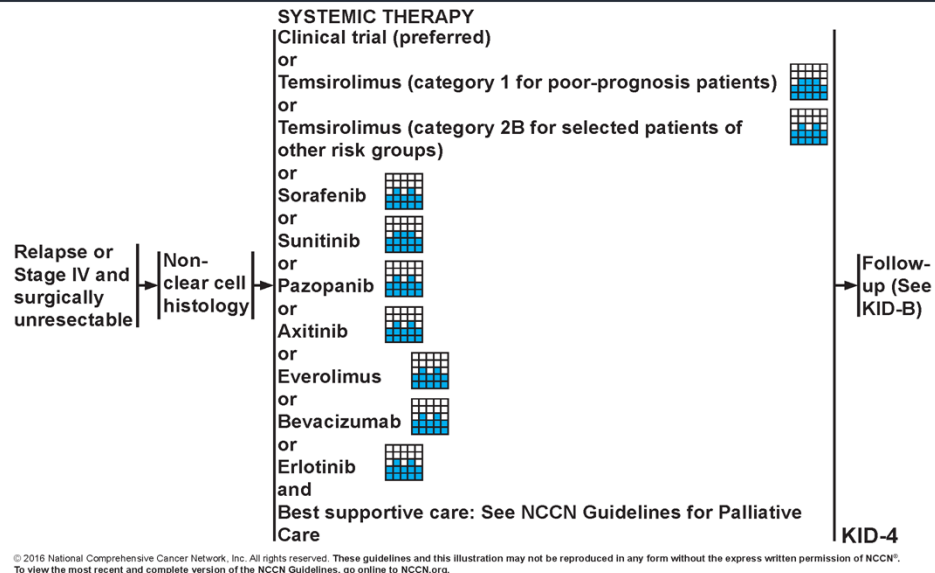 SYSTEMIC THERAPY
Clinical trial (preferred)
or
Temsirolimus (category 1 for poor-prognosis patients)
or
Temsirolimus (category 2B for selected patients of
other risk groups)
or
Sorafenib
or
Sunitinib
or
Pazopanib
or
Axitinib
or
Everolimus
or
Bevacizumab
or
Erlotinib
and
Best supportive care: See NCCN Guidelines for Palliative
Care
Relapse or
Stage IV and
surgically
unresectable
Non-
clear cell
histology
Follow-
up (See
KID-B)
KID-4
© 2016 National Comprehensive Cancer Network, Inc. All rights reserved. These guidelines and this illustration may not be reproduced in any form without the express written permission of NCCN®.
To view the most recent and complete version of the NCCN Guidelines, go online to NCCN.org.